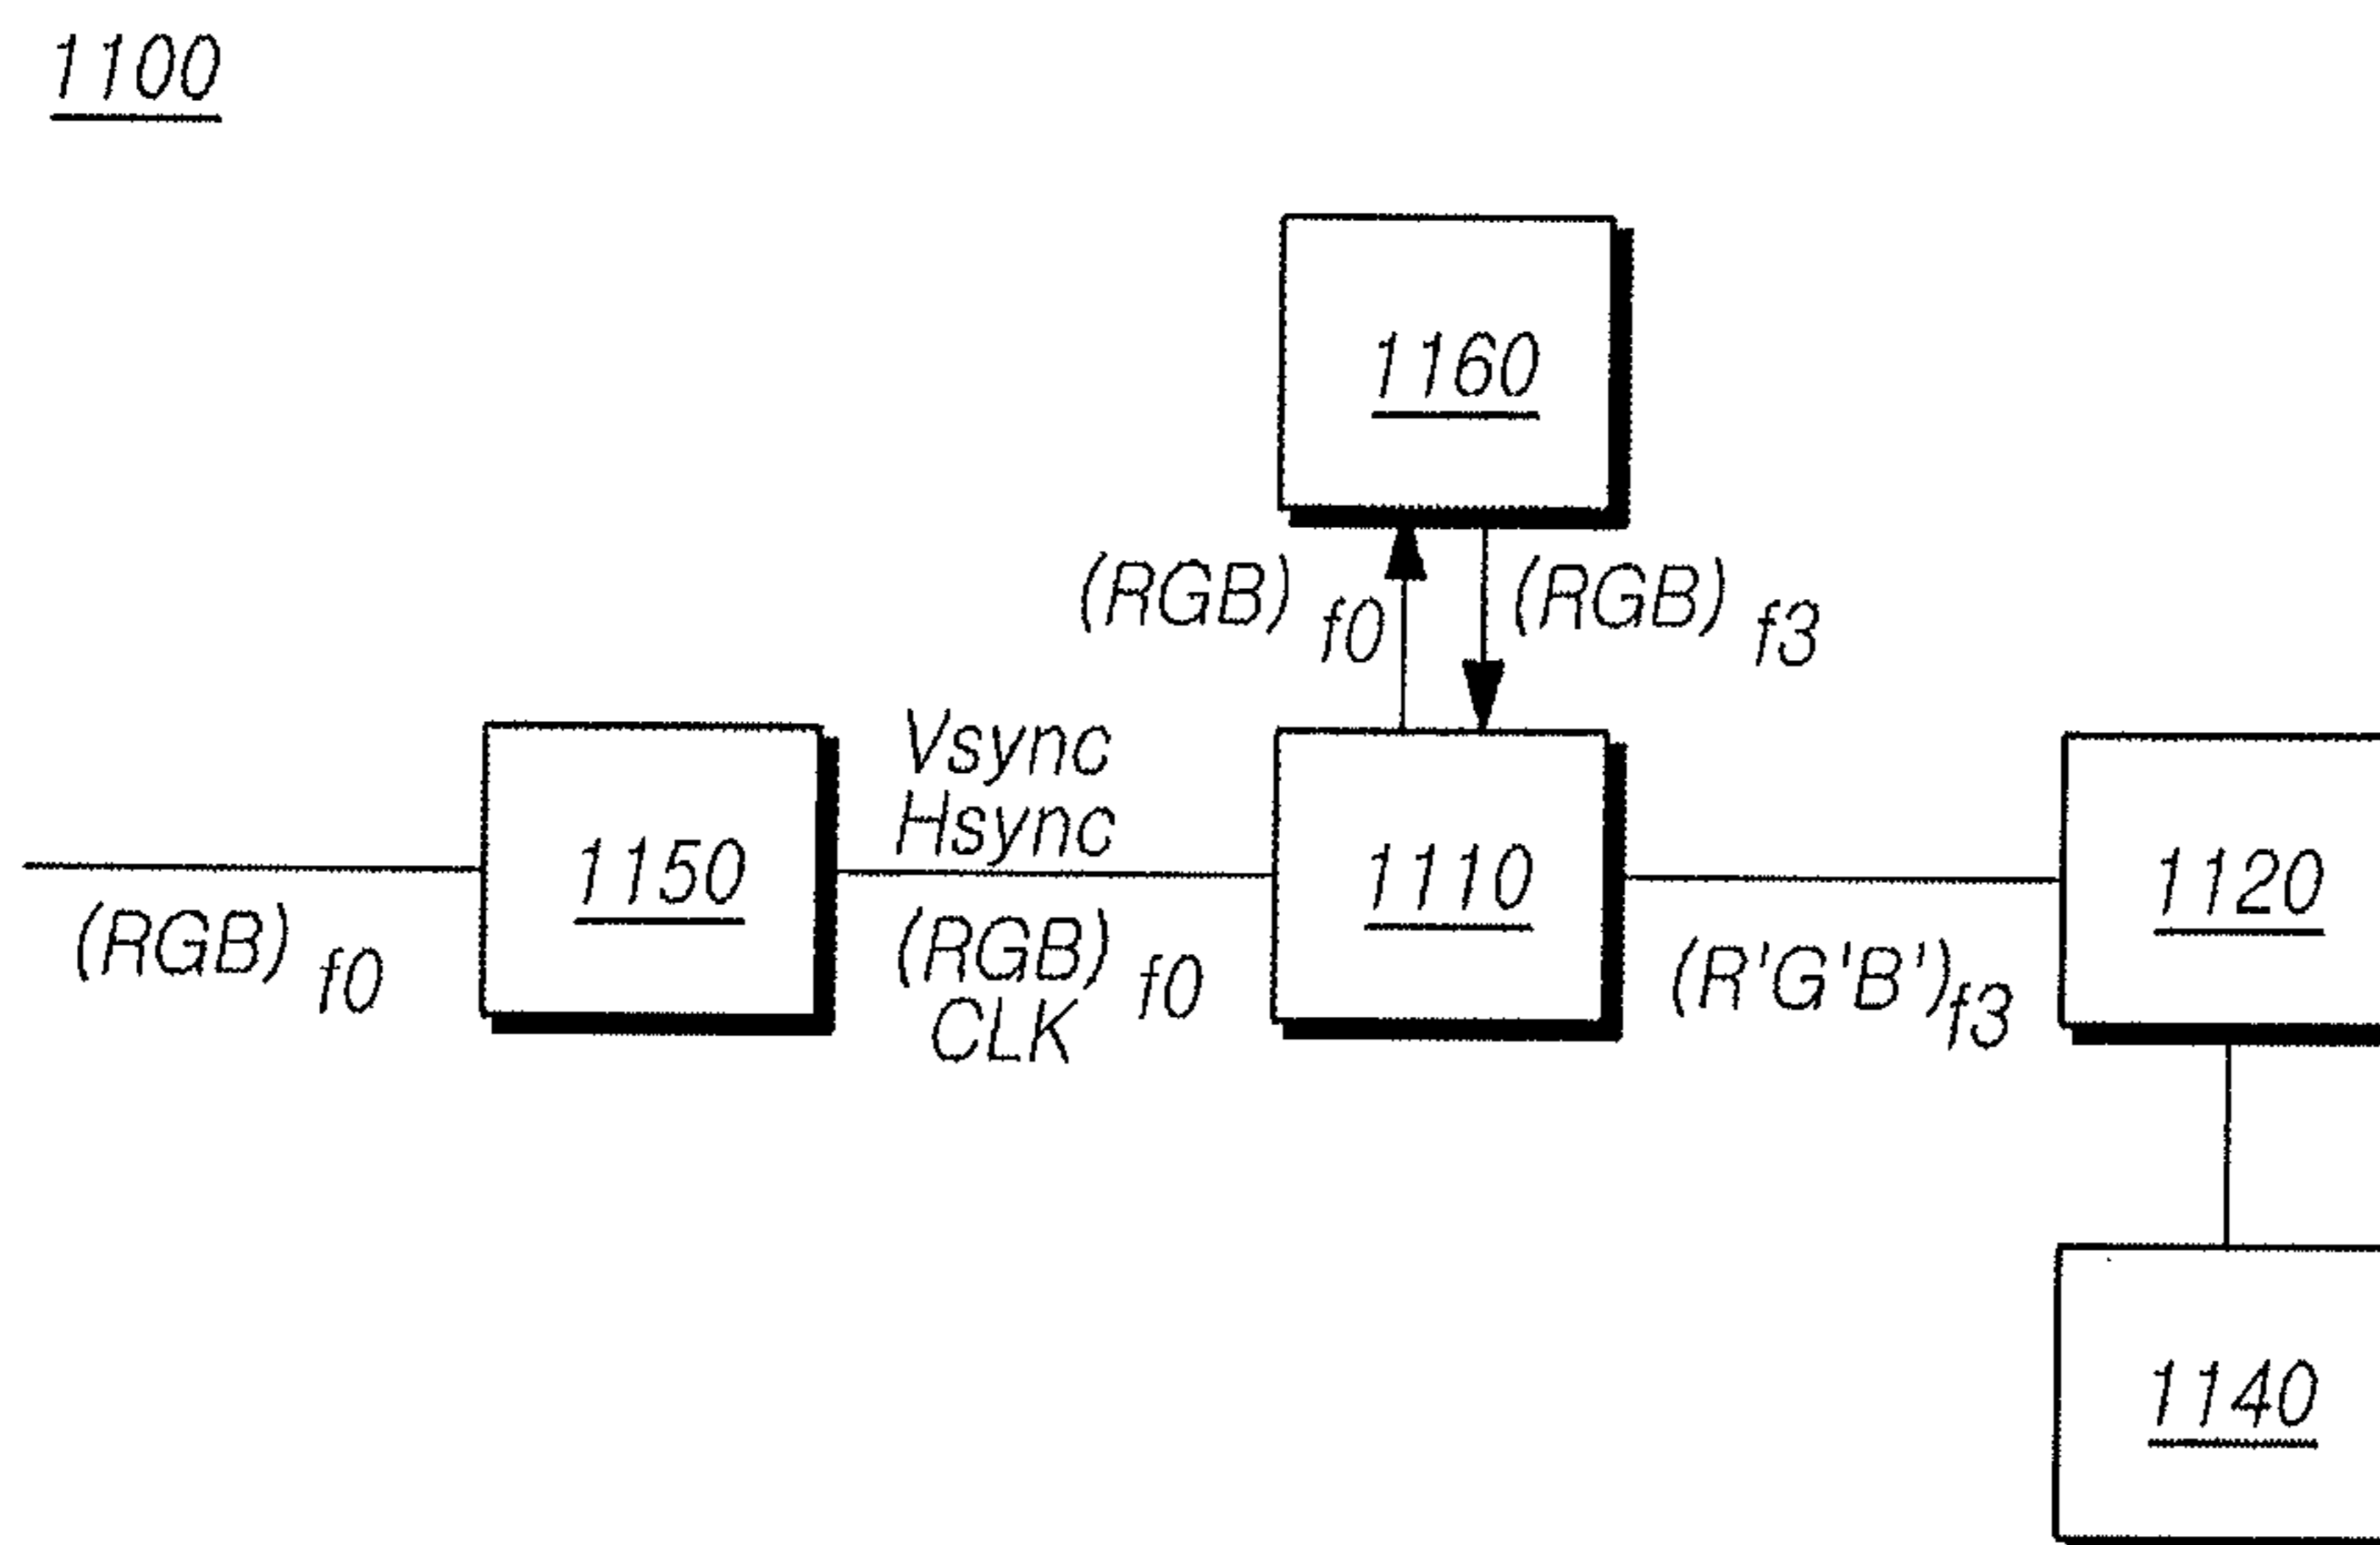 1100
1160
(RGB) f0
(RGB) f3
Vsync
Hsync
1150
1110
1120
(RGB) f0
(RGB) f0
CLK
(R'G'B')f3
1140